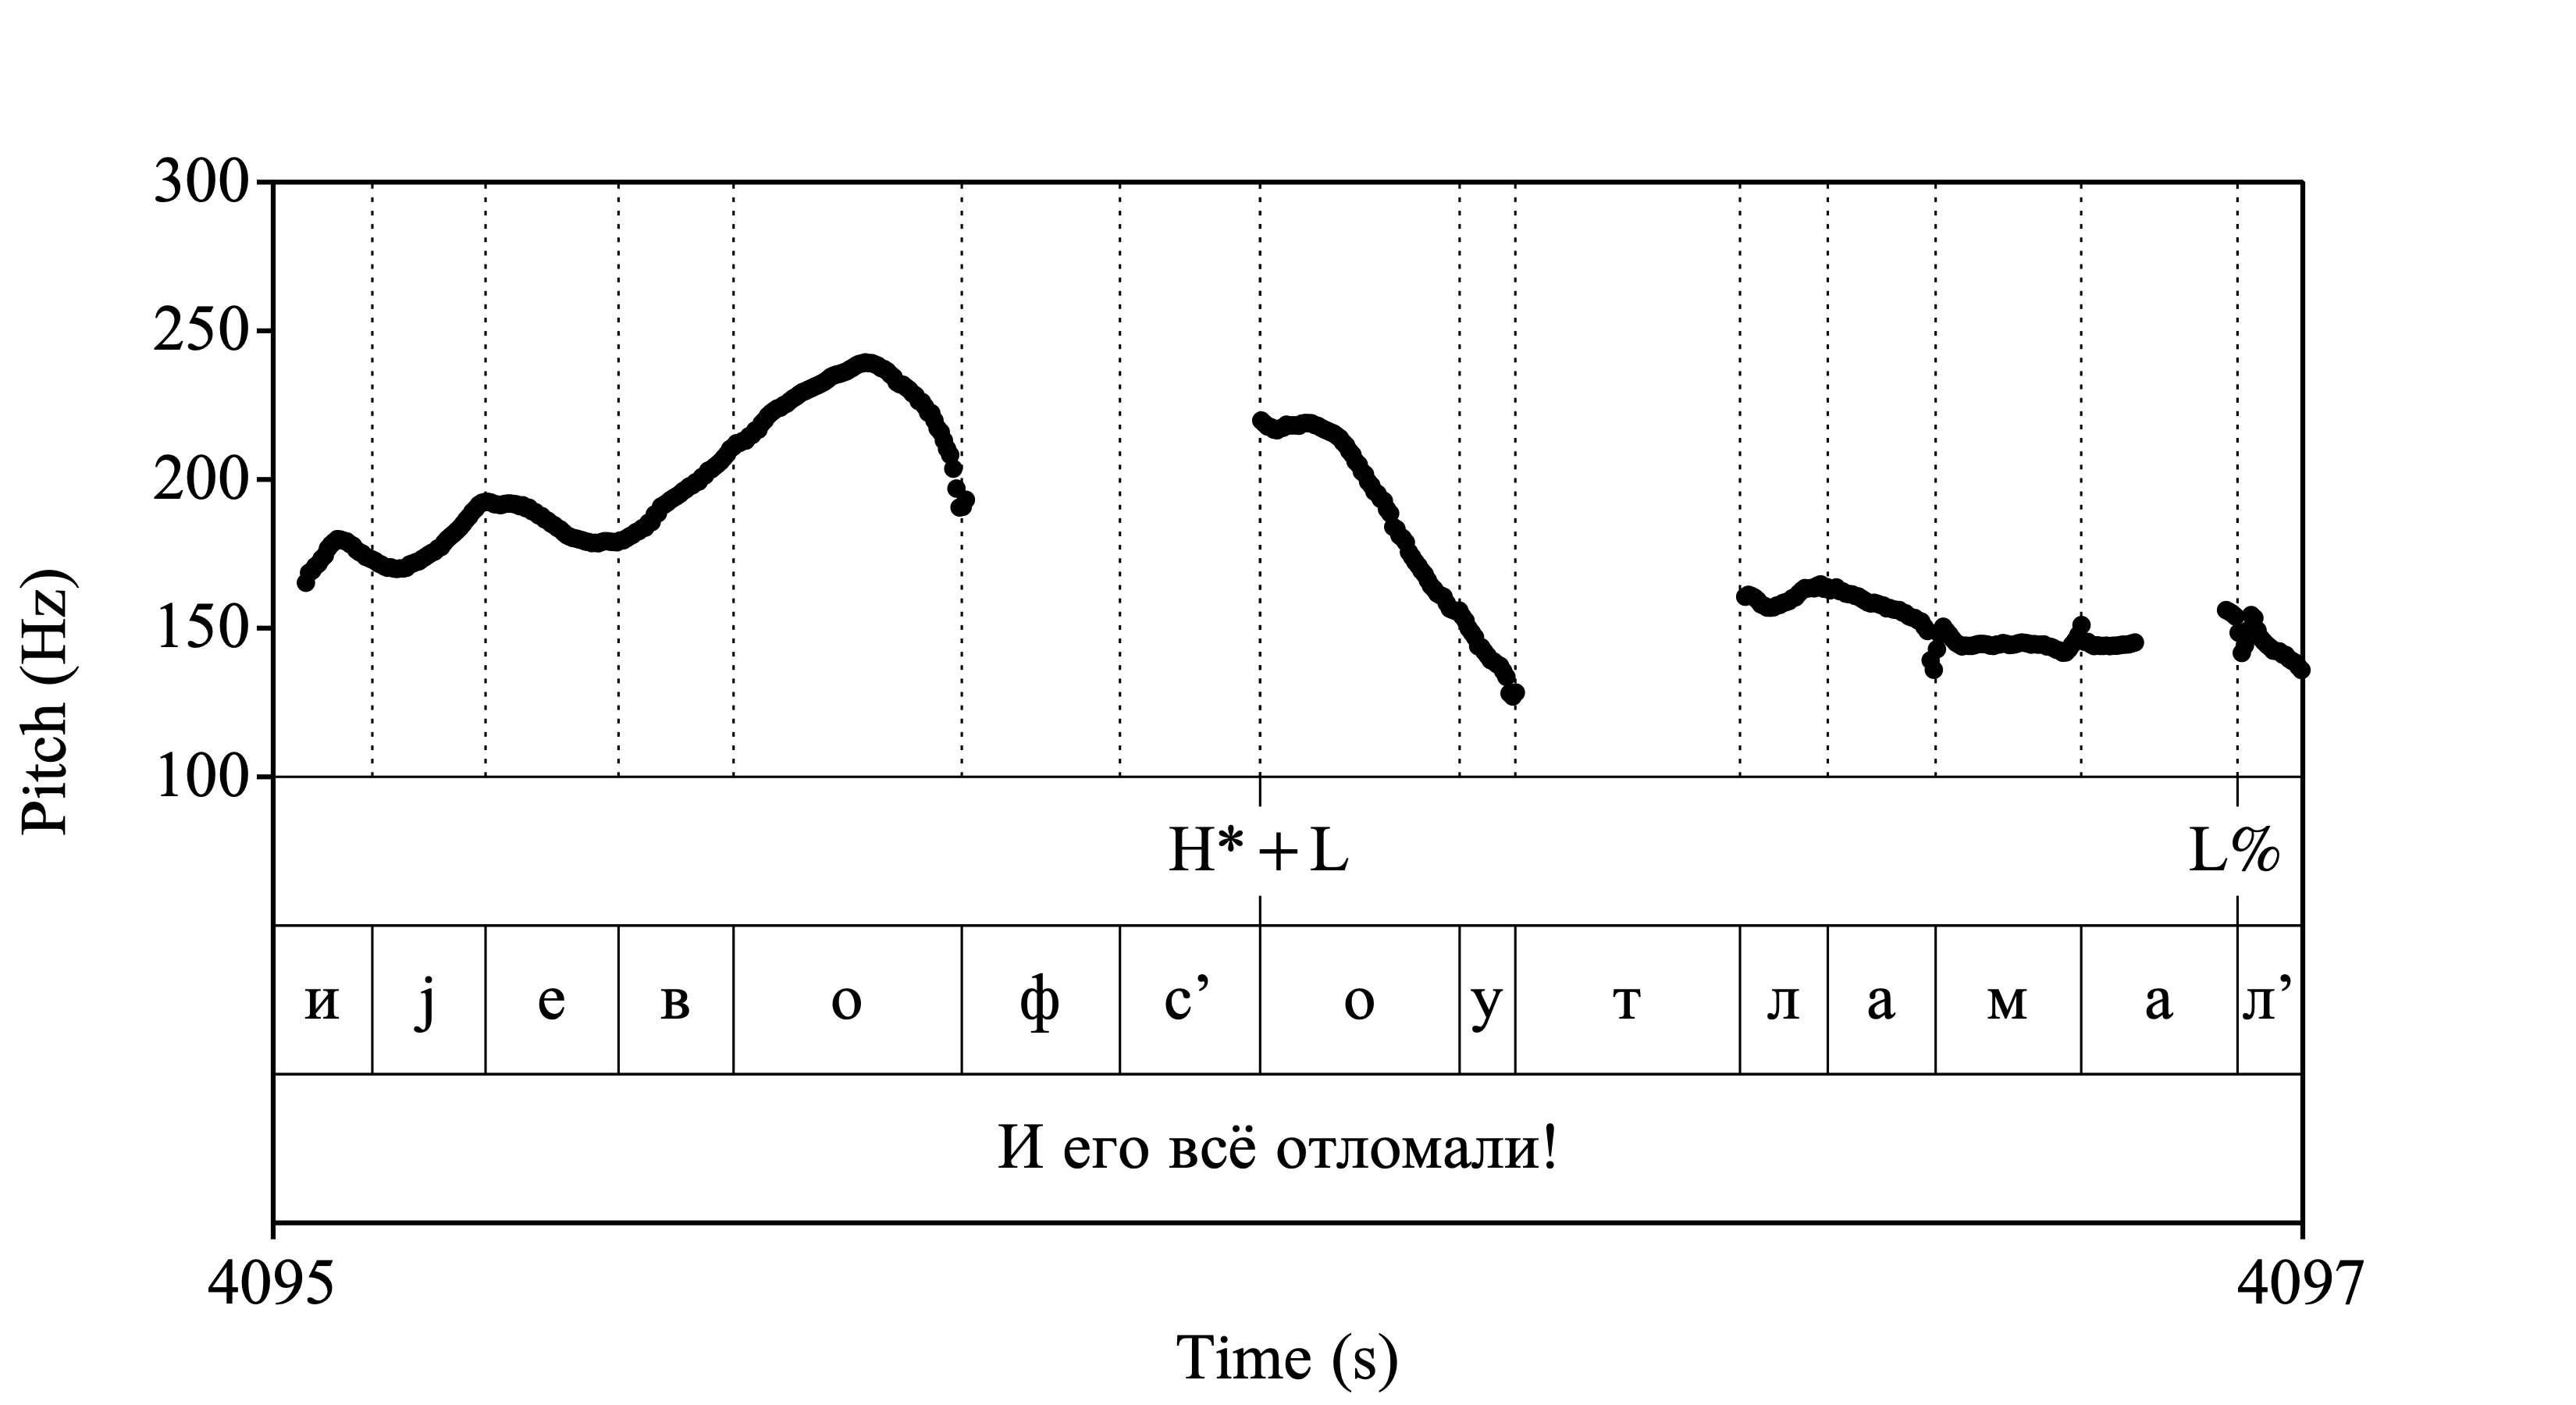 300
250
200
150
100
Pitch (Hz)
H*+L L%
и j е в о ф с’ о у т л а м а л’
И его всё отломали!
4095 4097
Time (s)